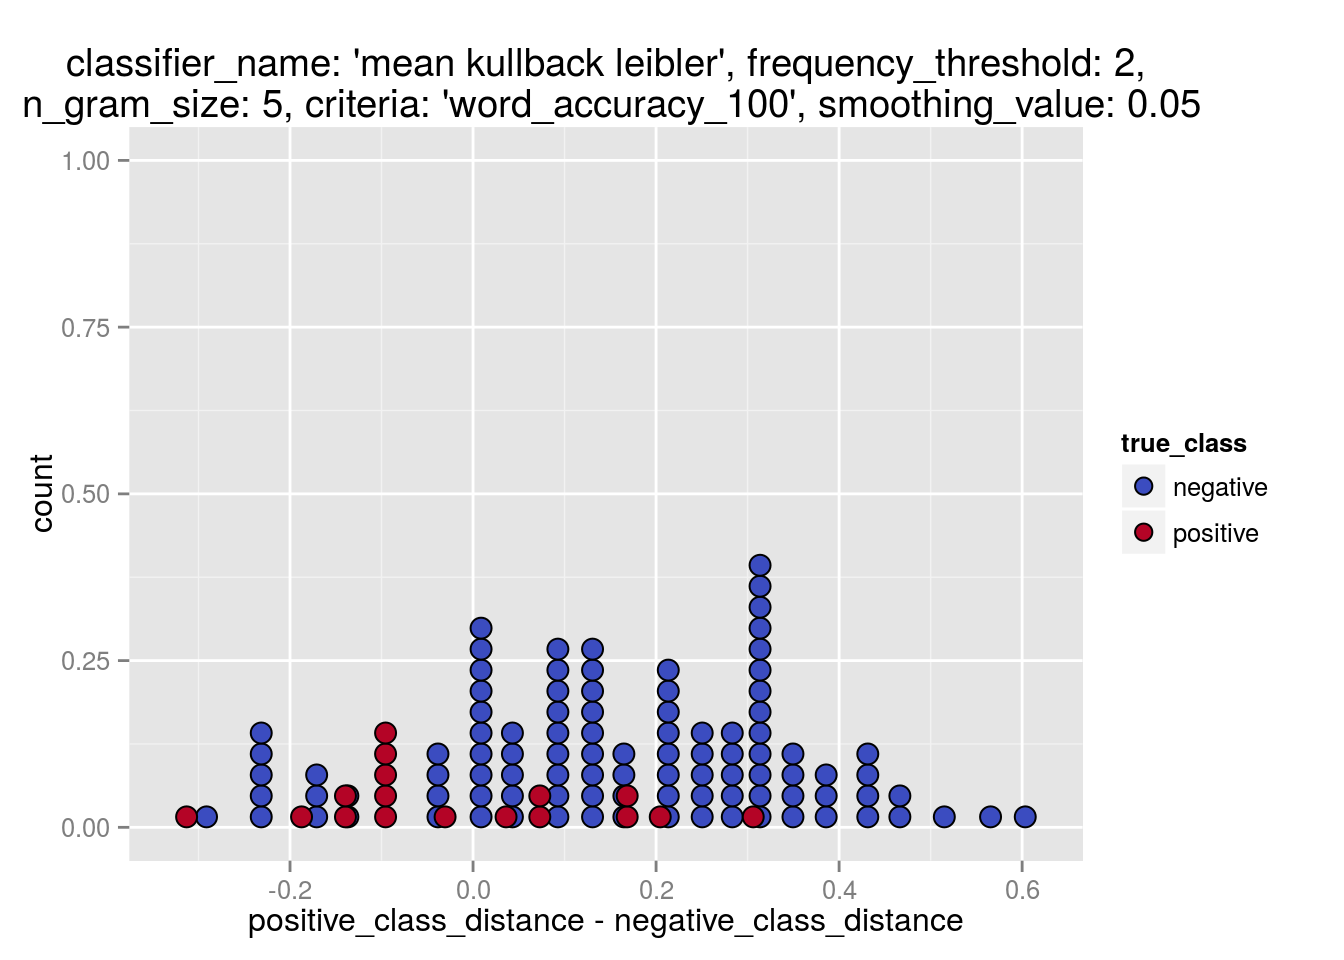 classifier_name: 'mean kullback leibler', frequency_threshold: 2,
n_gram_size: 5, criteria: 'word_accuracy_100', smoothing_value: 0.05
1.00
0.75
0.50
0.25
0.00
count
-0.2 0.0 0.2 0.4 0.6
positive_class_distance - negative_class_distance
true_class
negative
positive